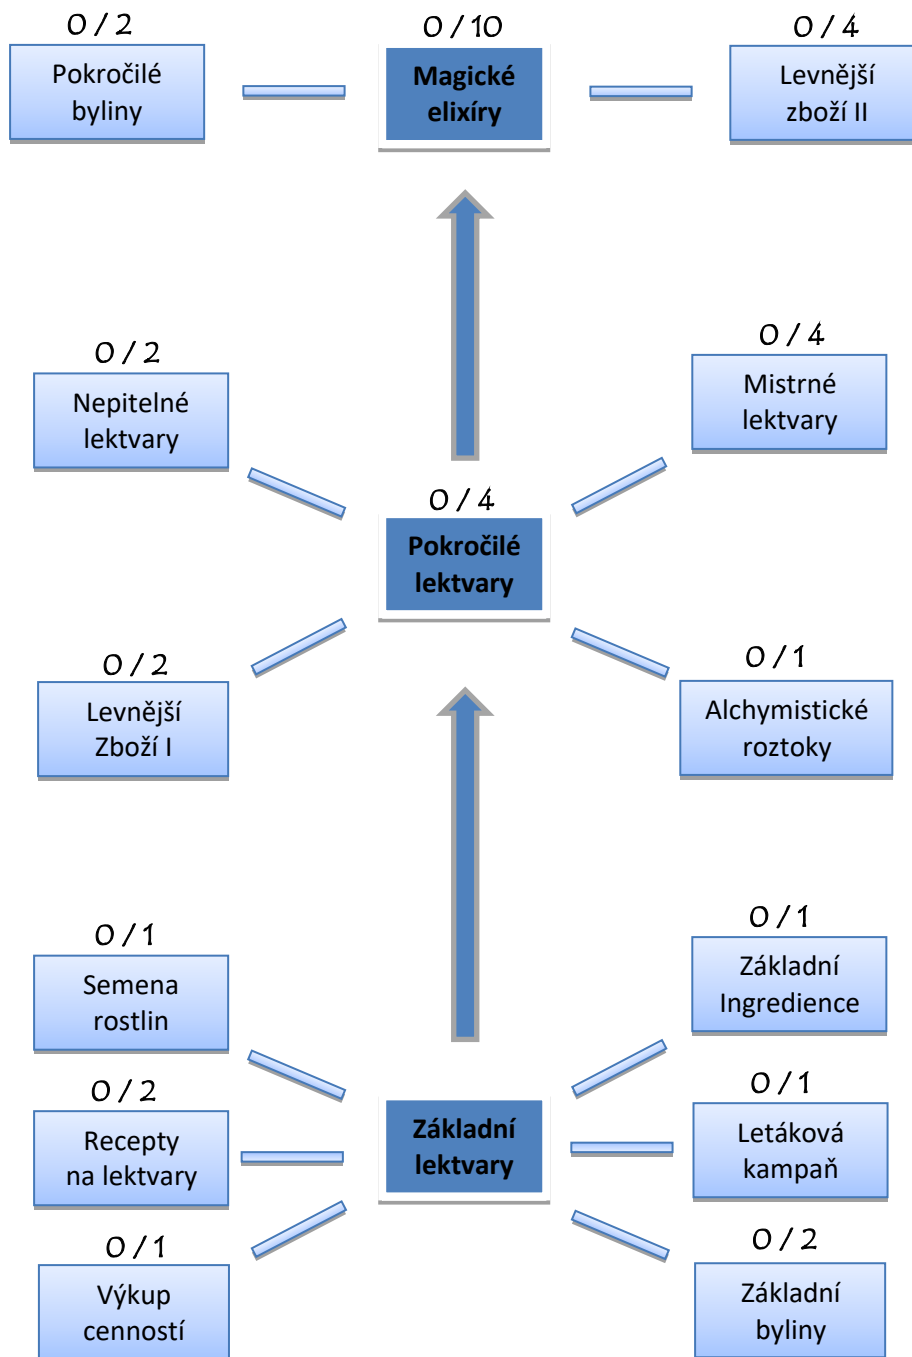 0 / 2
Pokročilé
byliny
0 / 10
Magické
elixíry
0 / 4
Levnější
zboží II
0 / 2
Nepitelné
lektvary
0 / 4
Mistrné
lektvary
0 / 4
Pokročilé
lektvary
0 / 2
Levnější
Zboží I
0 / 1
Alchymistické
roztoky
0 / 1
Semena
rostlin
0 / 1
Základní
Ingredience
0 / 2
Recepty
na lektvary
Základní
lektvary
0 / 1
Letáková
kampaň
0 / 1
Výkup
cenností
0 / 2
Základní
byliny